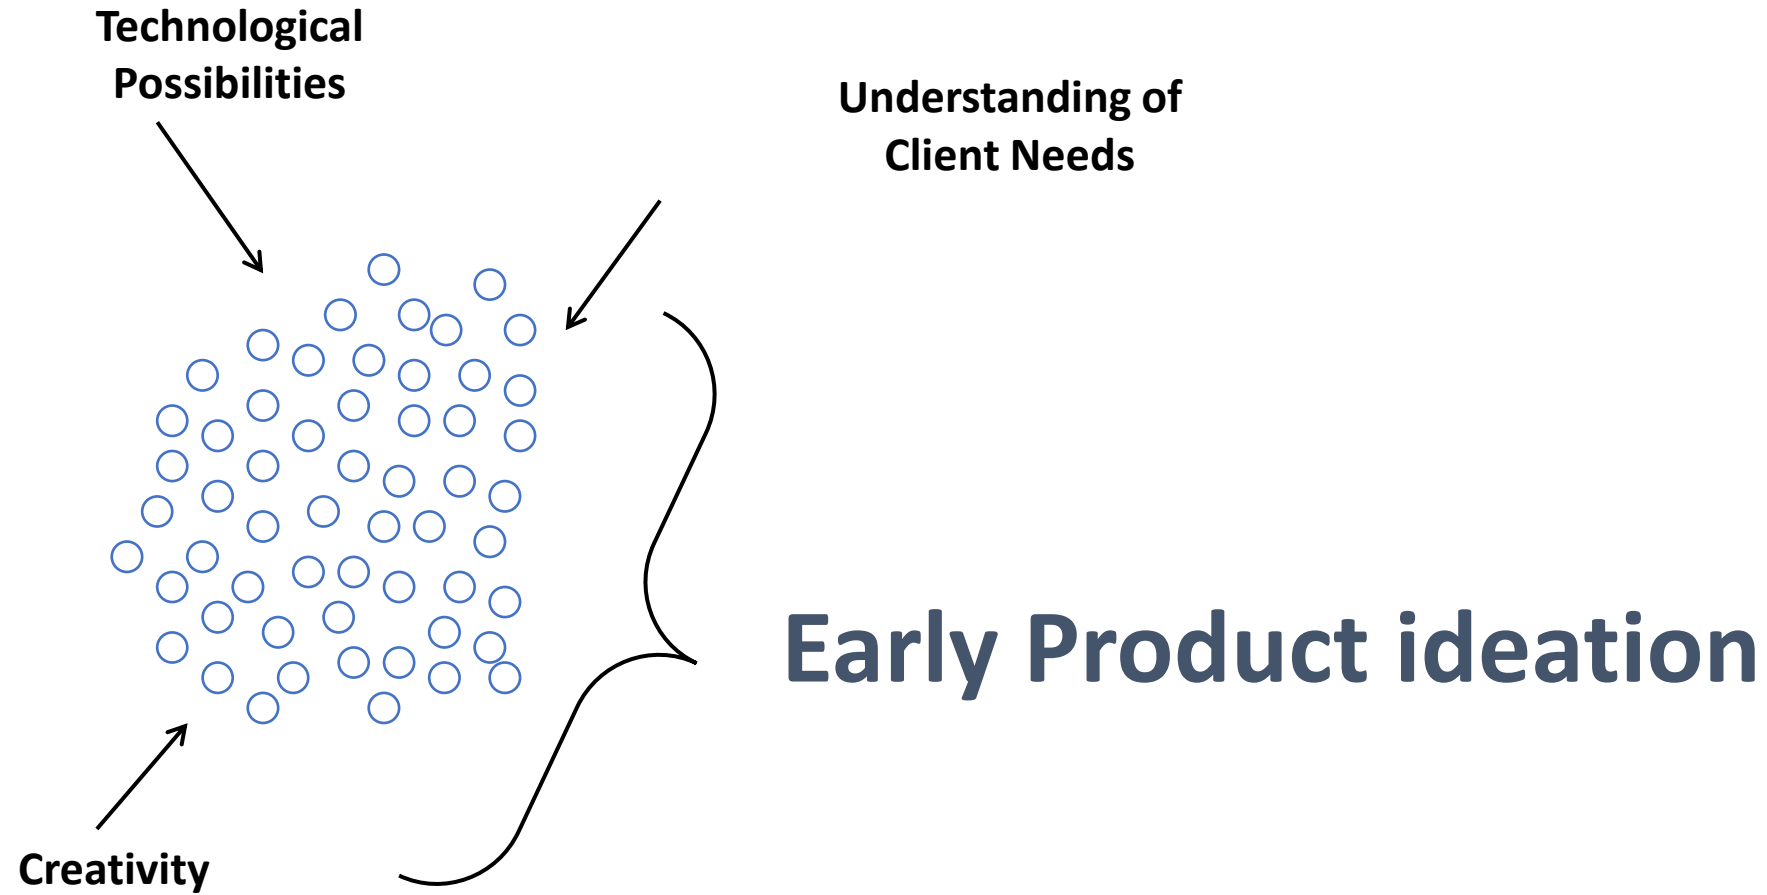 Technological
Possibilities
Understanding of
Client Needs
Early Product ideation
Creativity